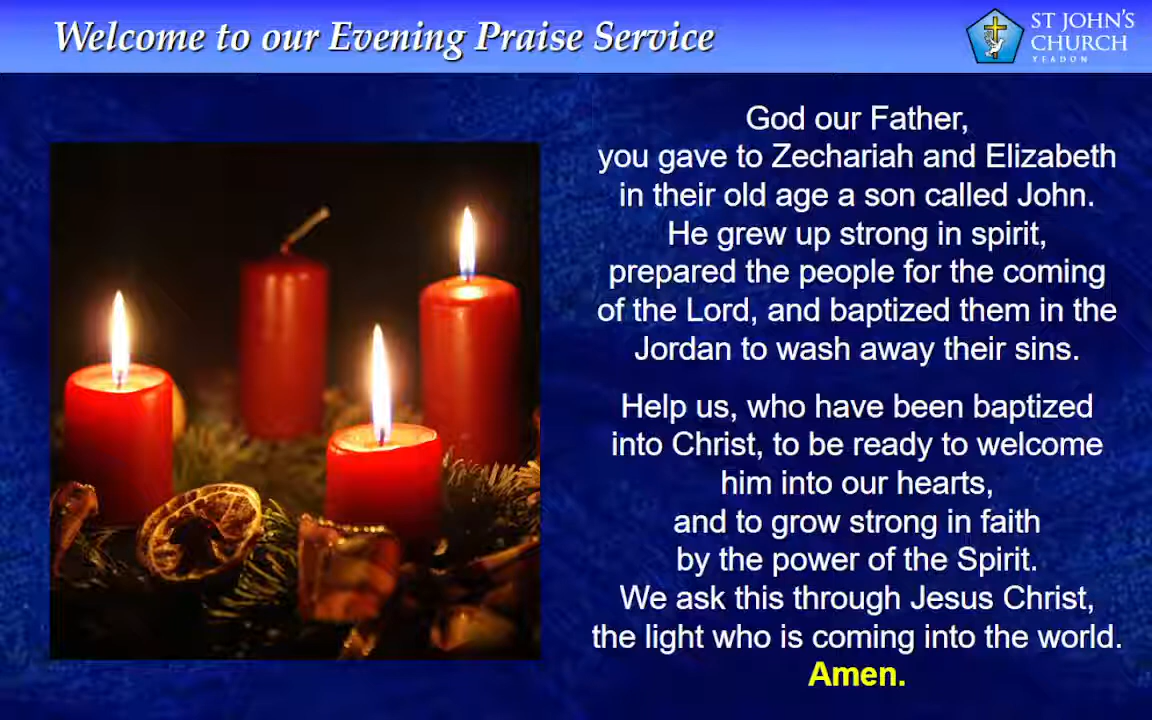 Welcome to our Evening Praise Service
ST JOHN'S
CHURCH
YEADON
God our Father,
you gave to Zechariah and Elizabeth
in their old age a son called John.
He grew up strong in spirit,
prepared the people for the coming
of the Lord, and baptized them in the
Jordan to wash away their sins.
Help us, who have been baptized
into Christ, to be ready to welcome
him into our hearts,
and to grow strong in faith
by the power of the Spirit.
We ask this through Jesus Christ,
the light who is coming into the world.
Amen.